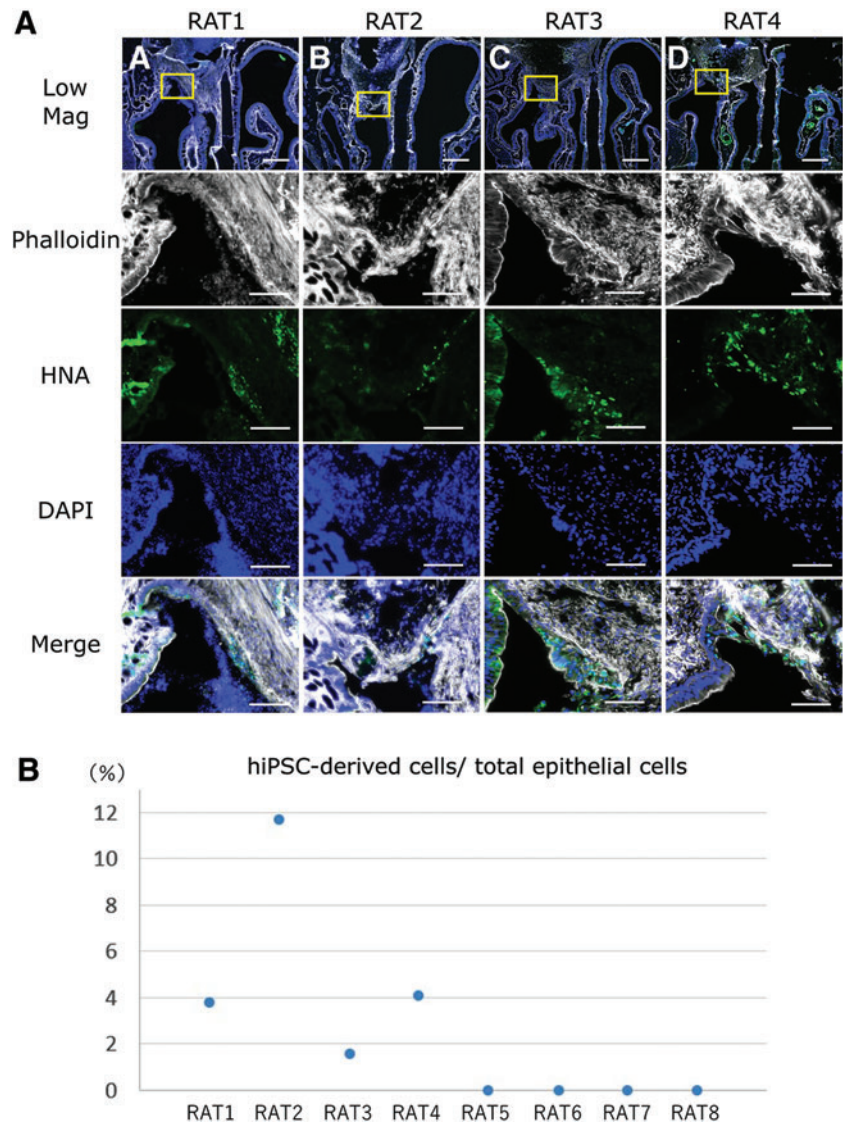 A RAT1 RAT2 RAT3 RAT4
Low Mag A B C D
Phalloidin
HNA
DAPI
Merge
B (%) hiPSC-derived cells/ total epithelial cells
12
10
8
6
4
2
0
RAT1 RAT2 RAT3 RAT4 RAT5 RAT6 RAT7 RAT8